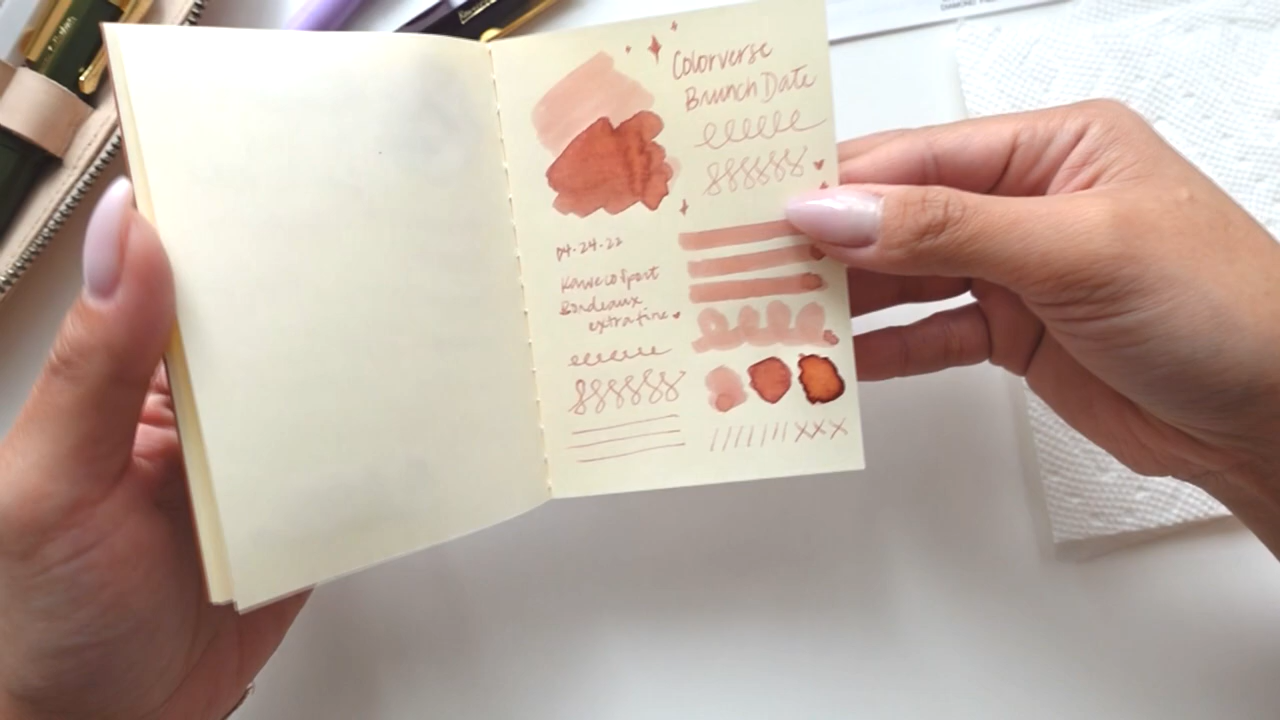 Colorverse
Brunch Date
04-24-22
Kaweco Sport
Bordeaux
extra fine